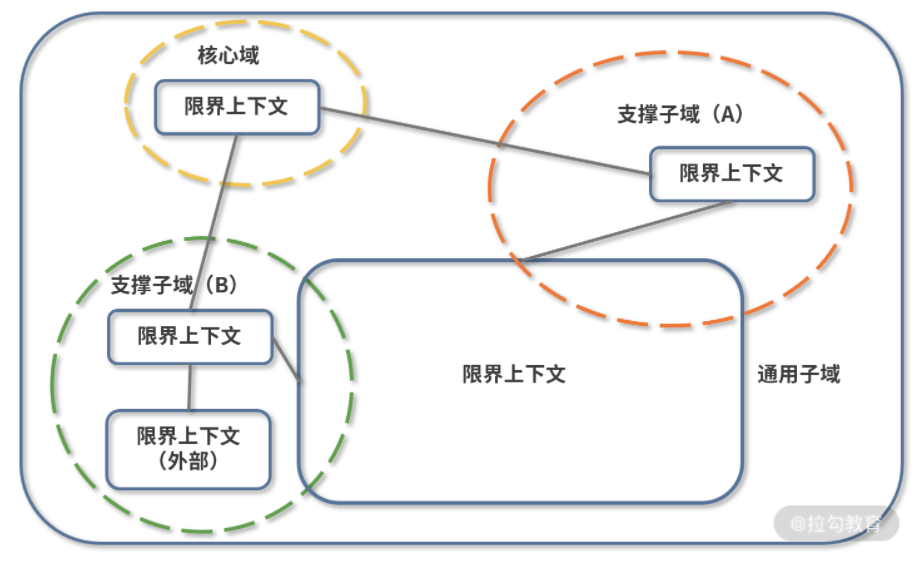 核心域
限界上下文
支撑子域（A）
限界上下文
支撑子域（B）
限界上下文
限界上下文
（外部）
限界上下文
通用子域
@拉勾教育